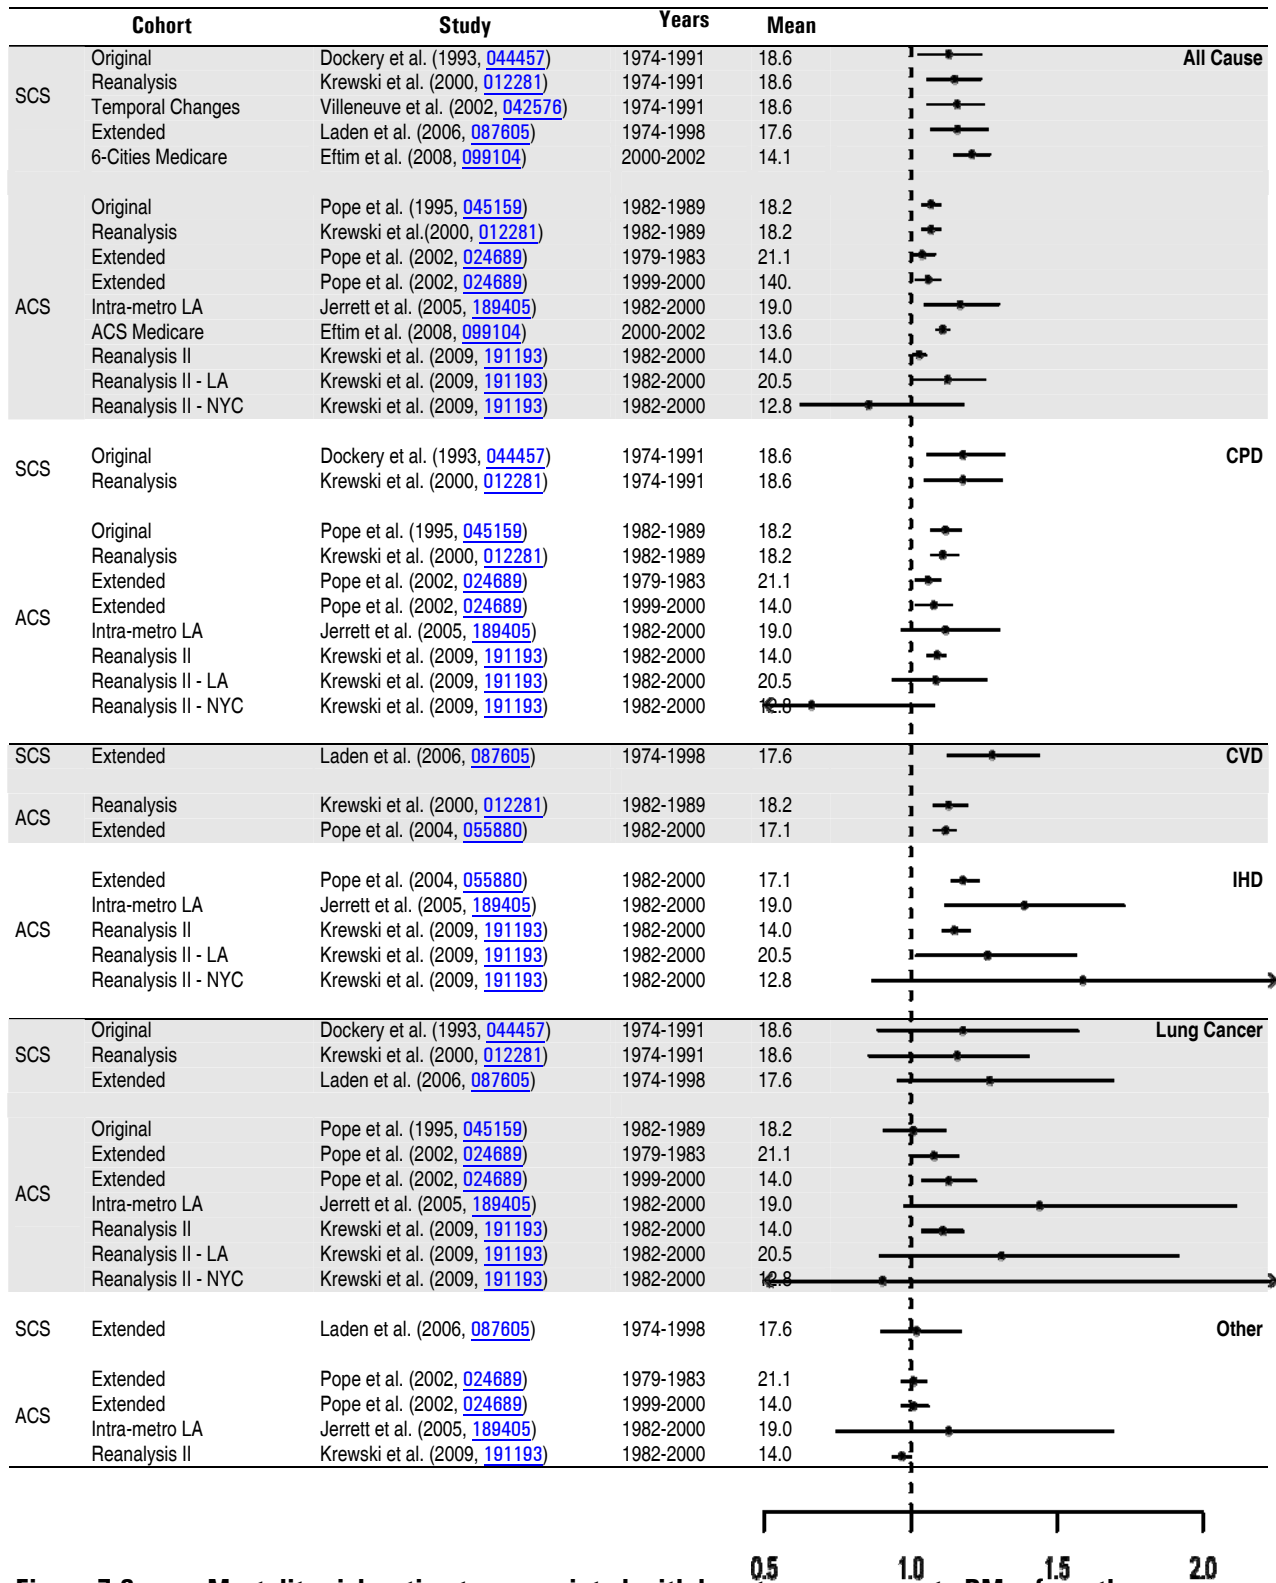 Cohort Study Years Mean
SCS
Original Dockery et al. (1993, 044457) 1974-1991 18.6 All Cause
Reanalysis Krewski et al. (2000, 012281) 1974-1991 18.6
Temporal Changes Villeneuve et al. (2002, 042576) 1974-1991 18.6
Extended Laden et al. (2006, 087605) 1974-1998 17.6
6-Cities Medicare Eftim et al. (2008, 099104) 2000-2002 14.1
ACS
Original Pope et al. (1995, 045159) 1982-1989 18.2
Reanalysis Krewski et al.(2000, 012281) 1982-1989 18.2
Extended Pope et al. (2002, 024689) 1979-1983 21.1
Extended Pope et al. (2002, 024689) 1999-2000 140.
Intra-metro LA Jerrett et al. (2005, 189405) 1982-2000 19.0
ACS Medicare Eftim et al. (2008, 099104) 2000-2002 13.6
Reanalysis II Krewski et al. (2009, 191193) 1982-2000 14.0
Reanalysis II - LA Krewski et al. (2009, 191193) 1982-2000 20.5
Reanalysis II - NYC Krewski et al. (2009, 191193) 1982-2000 12.8
SCS
Original Dockery et al. (1993, 044457) 1974-1991 18.6 CPD
Reanalysis Krewski et al. (2000, 012281) 1974-1991 18.6
ACS
Original Pope et al. (1995, 045159) 1982-1989 18.2
Reanalysis Krewski et al. (2000, 012281) 1982-1989 18.2
Extended Pope et al. (2002, 024689) 1979-1983 21.1
Extended Pope et al. (2002, 024689) 1999-2000 14.0
Intra-metro LA Jerrett et al. (2005, 189405) 1982-2000 19.0
Reanalysis II Krewski et al. (2009, 191193) 1982-2000 14.0
Reanalysis II - LA Krewski et al. (2009, 191193) 1982-2000 20.5
Reanalysis II - NYC Krewski et al. (2009, 191193) 1982-2000 12.8
SCS Extended Laden et al. (2006, 087605) 1974-1998 17.6 CVD
ACS
Reanalysis Krewski et al. (2000, 012281) 1982-1989 18.2
Extended Pope et al. (2004, 055880) 1982-2000 17.1
ACS
Extended Pope et al. (2004, 055880) 1982-2000 17.1 IHD
Intra-metro LA Jerrett et al. (2005, 189405) 1982-2000 19.0
Reanalysis II Krewski et al. (2009, 191193) 1982-2000 14.0
Reanalysis II - LA Krewski et al. (2009, 191193) 1982-2000 20.5
Reanalysis II - NYC Krewski et al. (2009, 191193) 1982-2000 12.8
SCS
Original Dockery et al. (1993, 044457) 1974-1991 18.6 Lung Cancer
Reanalysis Krewski et al. (2000, 012281) 1974-1991 18.6
Extended Laden et al. (2006, 087605) 1974-1998 17.6
ACS
Original Pope et al. (1995, 045159) 1982-1989 18.2
Extended Pope et al. (2002, 024689) 1979-1983 21.1
Extended Pope et al. (2002, 024689) 1999-2000 14.0
Intra-metro LA Jerrett et al. (2005, 189405) 1982-2000 19.0
Reanalysis II Krewski et al. (2009, 191193) 1982-2000 14.0
Reanalysis II - LA Krewski et al. (2009, 191193) 1982-2000 20.5
Reanalysis II - NYC Krewski et al. (2009, 191193) 1982-2000 12.8
SCS Extended Laden et al. (2006, 087605) 1974-1998 17.6 Other
ACS
Extended Pope et al. (2002, 024689) 1979-1983 21.1
Extended Pope et al. (2002, 024689) 1999-2000 14.0
Intra-metro LA Jerrett et al. (2005, 189405) 1982-2000 19.0
Reanalysis II Krewski et al. (2009, 191193) 1982-2000 14.0
0.5 1.0 1.5 2.0